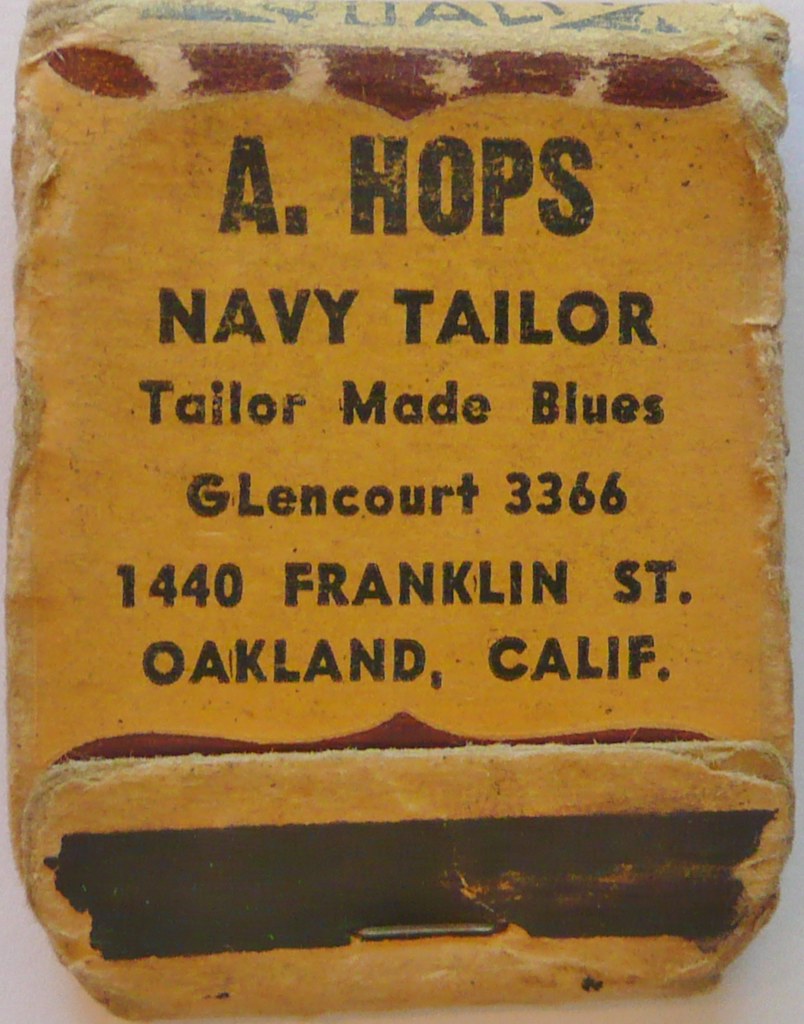 A. HOPS
NAVY TAILOR
Tailor Made Blues
GLencourt 3366
1440 FRANKLIN ST.
OAKLAND, CALIF.